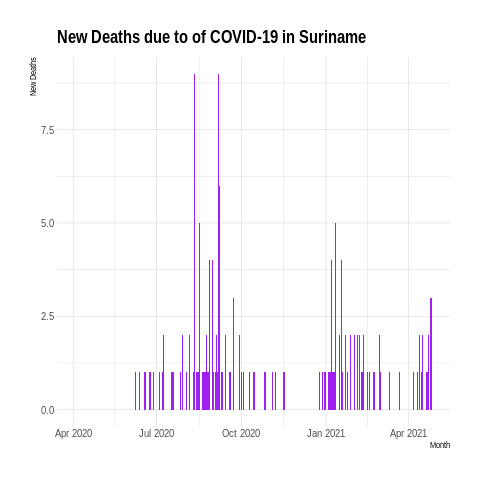 New Deaths due to of COVID-19 in Suriname
New Deaths
7.5
5.0
2.5
0.0
Apr 2020 Jul 2020 Oct 2020 Jan 2021 Apr 2021
Month